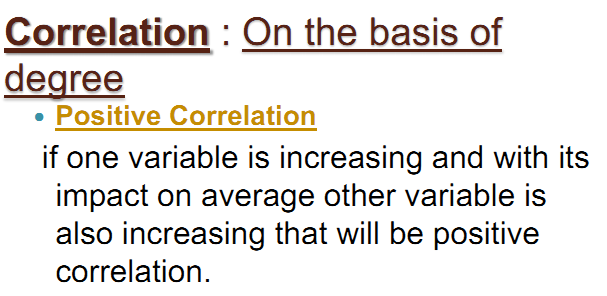 Correlation : On the basis of
degree
• Positive Correlation
if one variable is increasing and with its
impact on average other variable is
also increasing that will be positive
correlation.